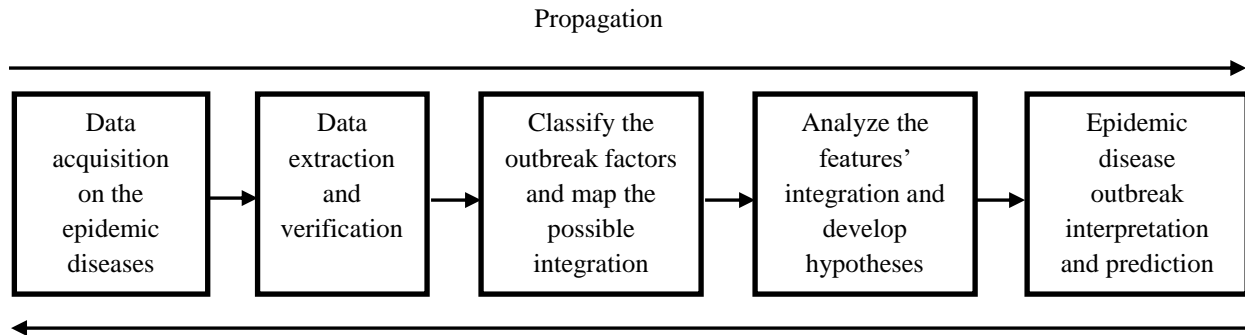 Propagation
Data
acquisition
on the
epidemic
diseases
Data
extraction
and
verification
Classify the
outbreak factors
and map the
possible
integration
Analyze the
features’
integration and
develop
hypotheses
Epidemic
disease
outbreak
interpretation
and prediction